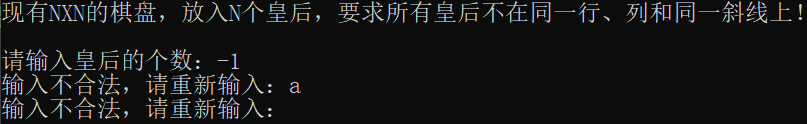 现有NXN的棋盘，放入N个皇后，要求所有皇后不在同一行、列和同一斜线上！
请输入皇后的个数：-1
输入不合法，请重新输入：a
输入不合法，请重新输入：